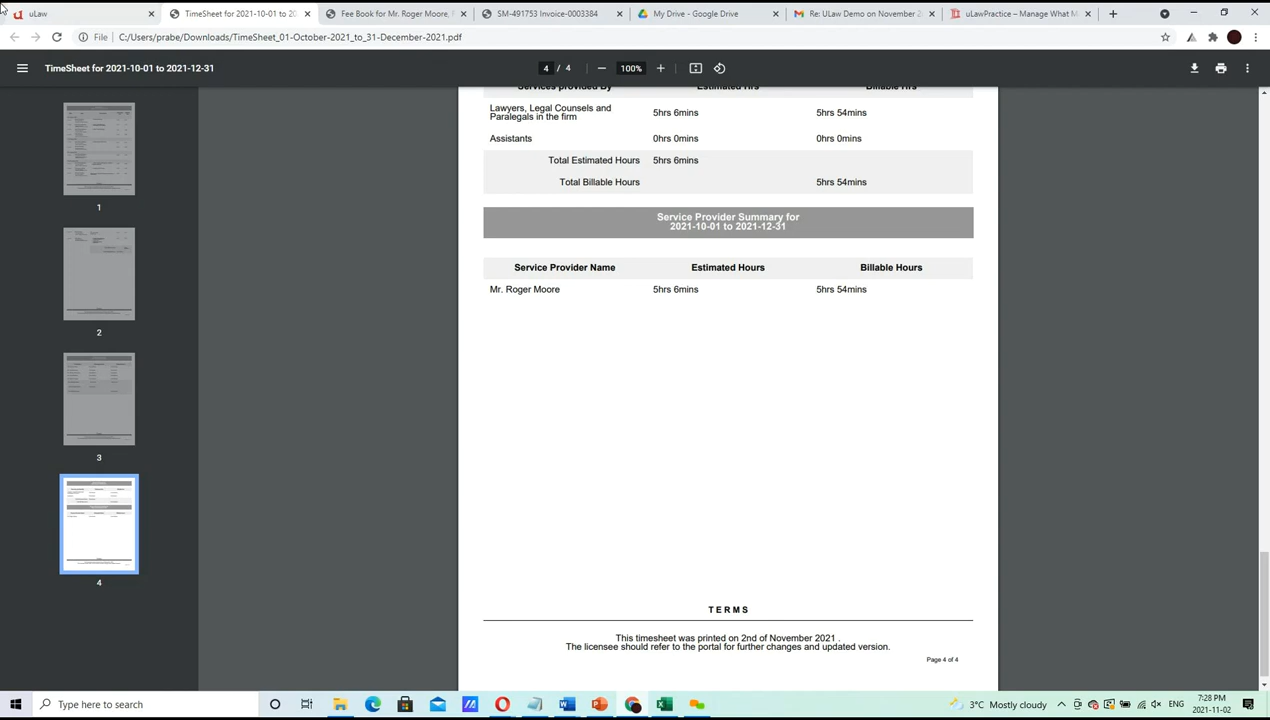 uLaw
TimeSheet for 2021-10-01 to 20
Fee Book for Mr. Roger Moore,
SM-491753 Invoice-0003384
My Drive - Google Drive
Re: ULaw Demo on November 2
uLawPractice – Manage What M
File
C:/Users/prabe/Downloads/TimeSheet_01-October-2021_to_31-December-2021.pdf
TimeSheet for 2021-10-01 to 2021-12-31
4 / 4
100%
Services provided By Estimated Hrs Billable Hrs
Lawyers, Legal Counsels and
Paralegals in the firm
5hrs 6mins 5hrs 54mins
Assistants 0hrs 0mins 0hrs 0mins
Total Estimated Hours 5hrs 6mins
Total Billable Hours 5hrs 54mins
Service Provider Summary for
2021-10-01 to 2021-12-31
Service Provider Name Estimated Hours Billable Hours
Mr. Roger Moore 5hrs 6mins 5hrs 54mins
TERMS
This timesheet was printed on 2nd of November 2021 .
The licensee should refer to the portal for further changes and updated version.
Page 4 of 4
1
2
3
4
Type here to search
3°C Mostly cloudy
ENG
7:28 PM
2021-11-02